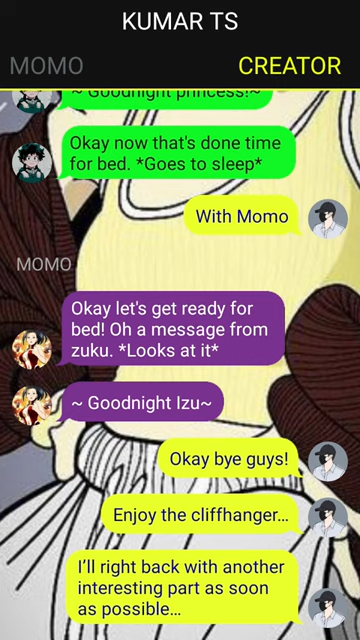 KUMAR TS
MOMO
CREATOR
~ Goodnight princess!~
Okay now that's done time
for bed. *Goes to sleep*
With Momo
MOMO
Okay let's get ready for
bed! Oh a message from
zuku. *Looks at it*
~ Goodnight Izu~
Okay bye guys!
Enjoy the cliffhanger...
I’ll right back with another
interesting part as soon
as possible...